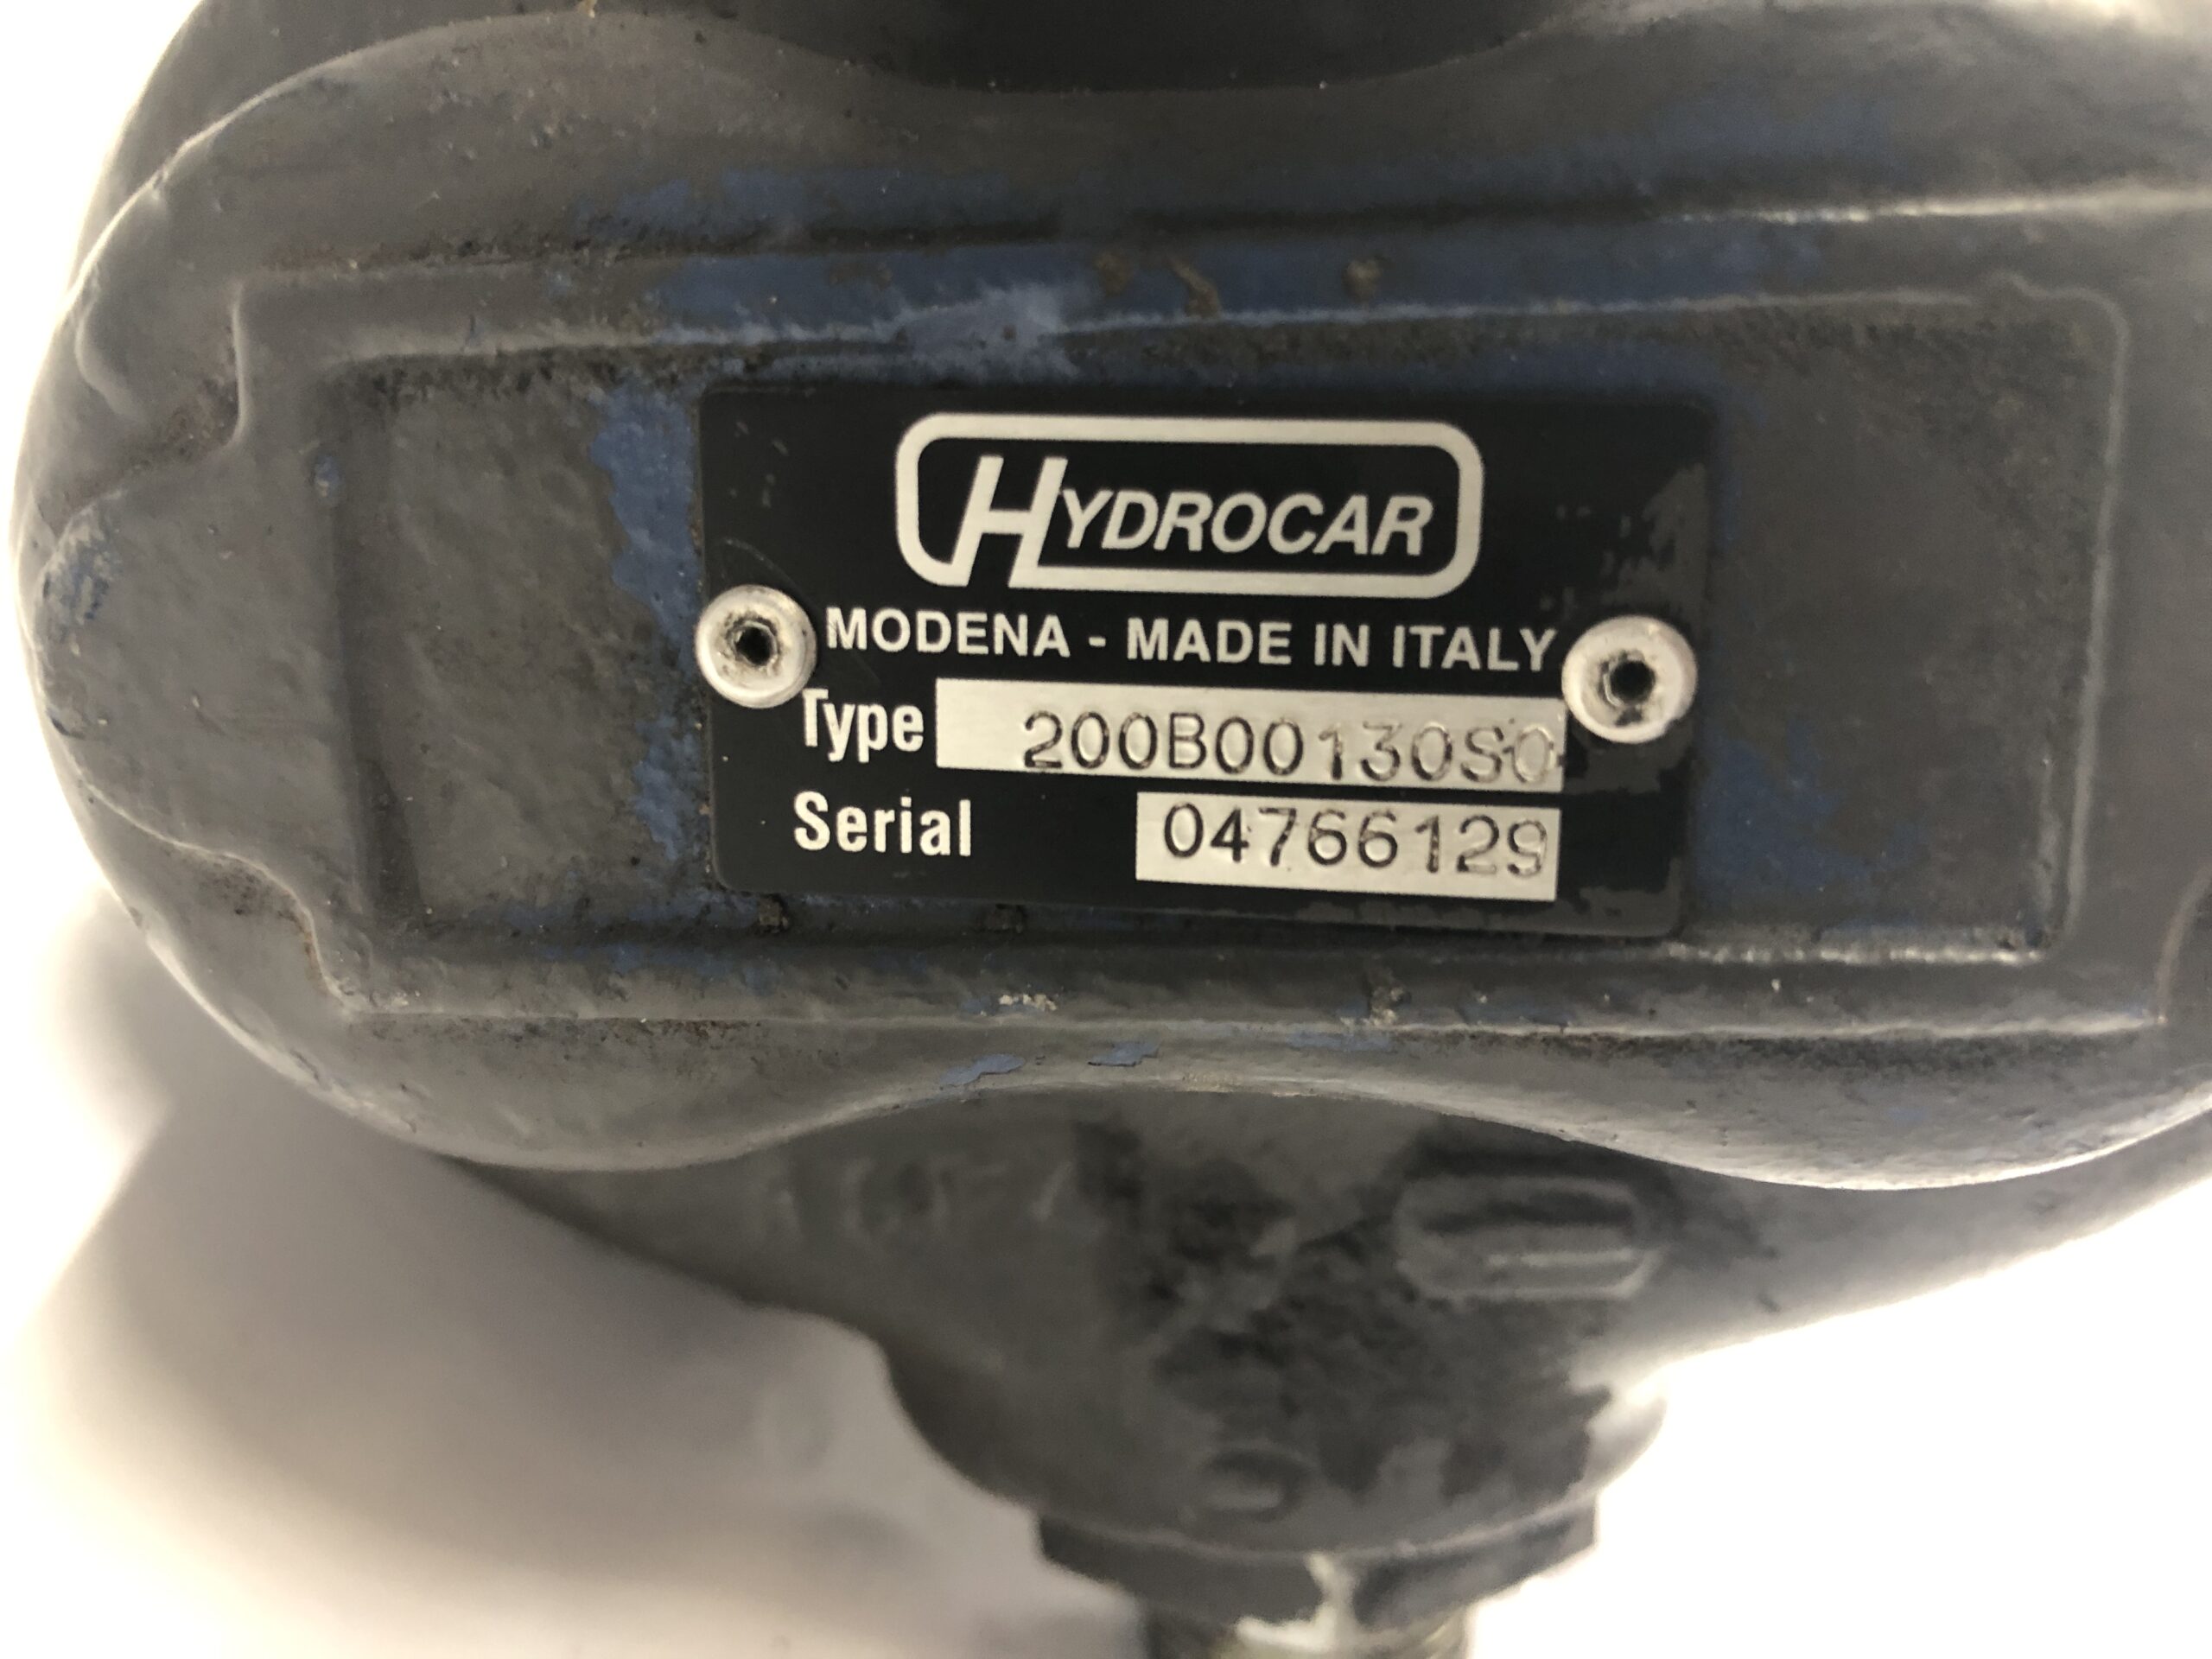 HYDROCAR
MODENA - MADE IN ITALY
Type 200B00130S0
Serial 04766129